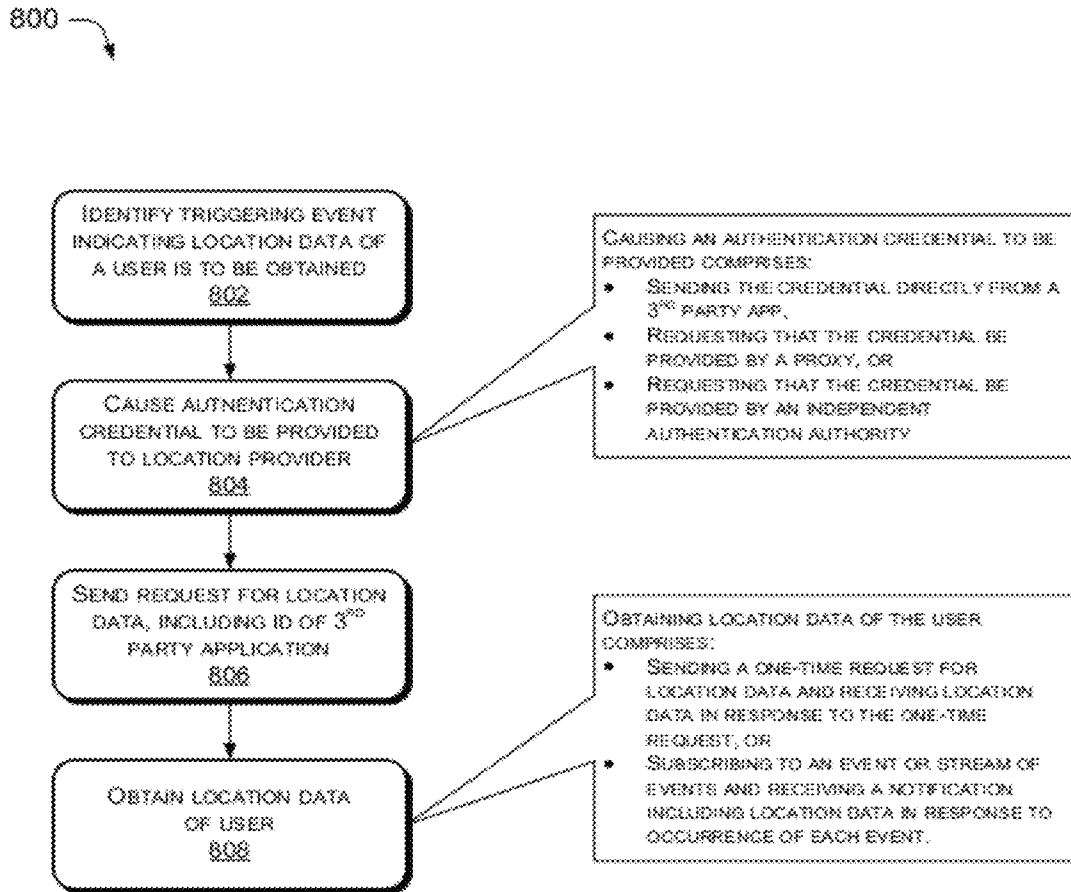 800
IDENTIFY TRIGGERING EVENT
INDICATING LOCATION DATA OF
A USER IS TO BE OBTAINED
802
CAUSE AUTNENTICATION
CREDENTIAL TO BE PROVIDED
TO LOCATION PROVIDER
804
SEND REQUEST FOR LOCATION
DATA, INCLUDING ID OF 3RD
PARTY APPLICATION
806
OBTAIN LOCATION DATA
OF USER
808
CAUSING AN AUTHENTICATION CREDENTIAL TO BE
PROVIDED COMPRISES:
• SENDING THE CREDENTIAL DIRECTLY FROM A
3RD PARTY APP,
• REQUESTING THAT THE CREDENTIAL BE
PROVIDED BY A PROXY, OR
• REQUESTING THAT THE CREDENTIAL BE
PROVIDED BY AN INDEPENDENT
AUTHENTICATION AUTHORITY
OBTAINING LOCATION DATA OF THE USER
COMPRISES:
• SENDING A ONE-TIME REQUEST FOR
LOCATION DATA AND RECEIVING LOCATION
DATA IN RESPONSE TO THE ONE-TIME
REQUEST, OR
• SUBSCRIBING TO AN EVENT OR STREAM OF
EVENTS AND RECEIVING A NOTIFICATION
INCLUDING LOCATION DATA IN RESPONSE TO
OCCURRENCE OF EACH EVENT.